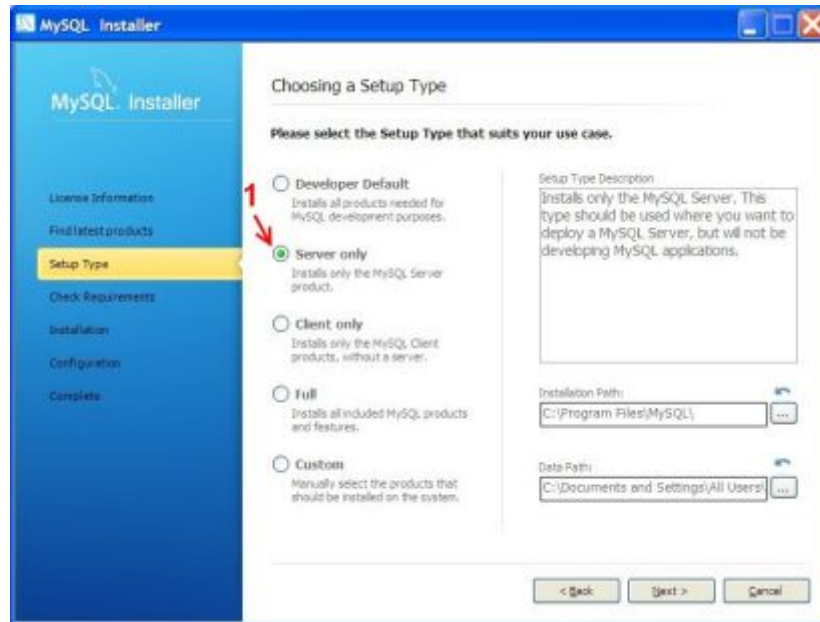 MySQL Installer
MySQL. Installer
License Information
Find latest products
Setup Type
Check Requirements
Installation
Configuration
Complete
Choosing a Setup Type
Please select the Setup Type that suits your use case.
1
Developer Default
Installs all products needed for
MySQL development purposes.
Server only
Installs only the MySQL Server
product.
Client only
Installs only the MySQL Client
products, without a server.
Full
Installs all included MySQL products
and features.
Custom
Manually select the products that
should be installed on the system.
Setup Type Description
Installs only the MySQL Server. This
type should be used where you want to
deploy a MySQL Server, but will not be
developing MySQL applications.
Installation Path:
C:\Program Files\MySQL\
...
Data Path:
C:\Documents and Settings\All Users\
...
< Back
Next >
Cancel